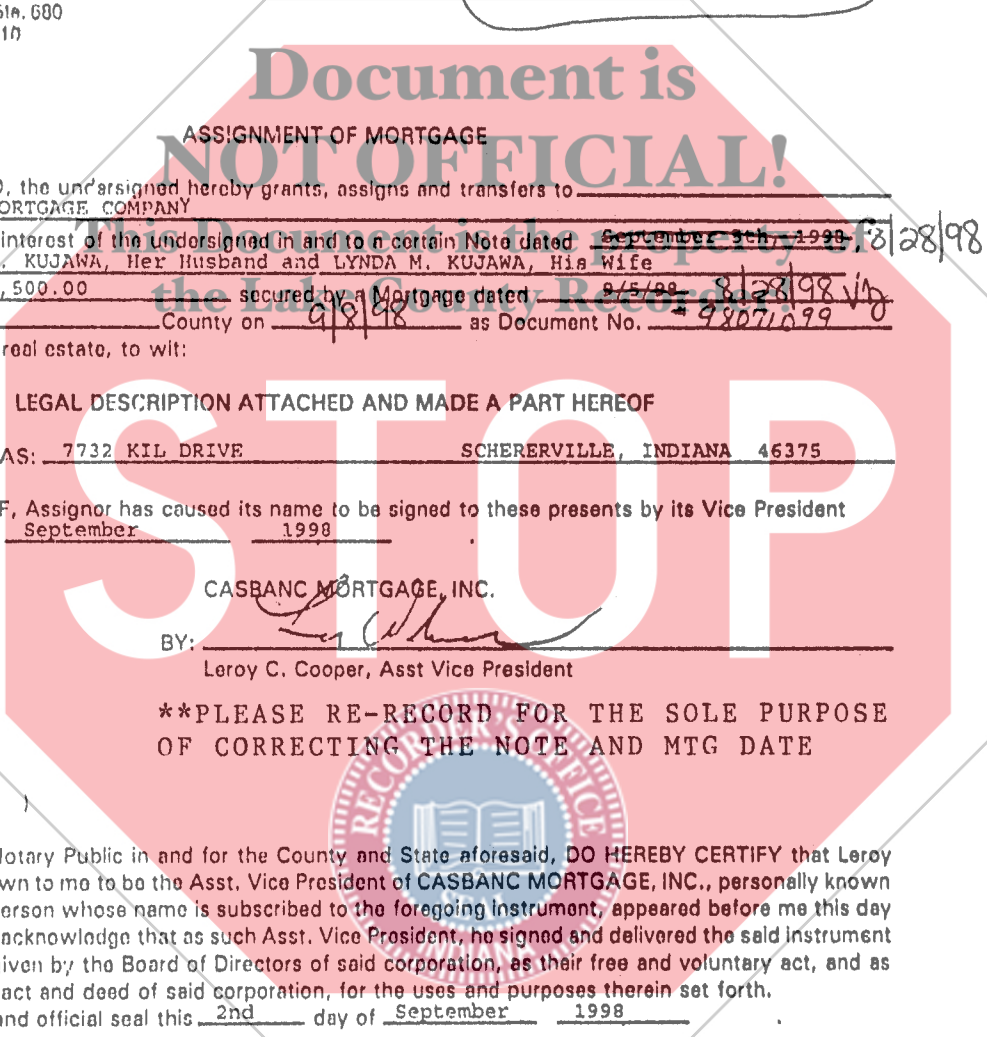 Ste. 680
10
Document is
ASSIGNMENT OF MORTGAGE
NOT OFFICIAL!
D, the undersigned hereby grants, assigns and transfers to
ORTGAGE COMPANY
This Document is the property of
interest of the undersigned in and to a certain Note dated September 9th, 1998, 8/28/98
. KUJAWA, Her Husband and LYNDA M. KUJAWA, His Wife
,500.00 secured by a Mortgage dated 9/5/98 8/28/98
the Lake County Recorder!
County on 9/8/98 as Document No. 98071099
real estate, to wit:
LEGAL DESCRIPTION ATTACHED AND MADE A PART HEREOF
AS: 7732 KIL DRIVE SCHERERVILLE, INDIANA 46375
STOP
F, Assignor has caused its name to be signed to these presents by its Vice President
September 1998
CASBANC MORTGAGE, INC.
BY:
Leroy C. Cooper, Asst Vice President
**PLEASE RE-RECORD FOR THE SOLE PURPOSE
OF CORRECTING THE NOTE AND MTG DATE
RECORDER'S OFFICE
)
Notary Public in and for the County and State aforesaid, DO HEREBY CERTIFY that Leroy
wn to me to be the Asst. Vice President of CASBANC MORTGAGE, INC., personally known
erson whose name is subscribed to the foregoing instrument, appeared before me this day
SEAL
acknowledge that as such Asst. Vice President, he signed and delivered the said instrument
INDIANA
iven by the Board of Directors of said corporation, as their free and voluntary act, and as
act and deed of said corporation, for the uses and purposes therein set forth.
and official seal this 2nd day of September 1998